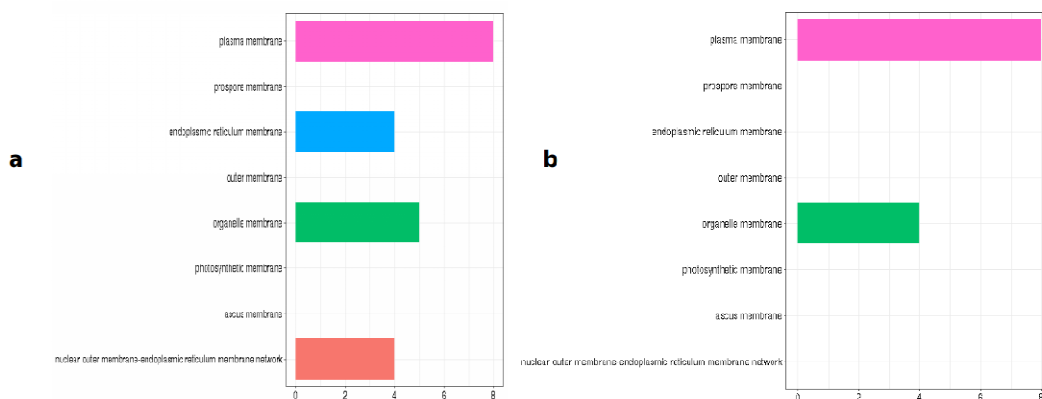 a
plasma membrane
prospore membrane
endoplasmic reticulum membrane
outer membrane
organelle membrane
photosynthetic membrane
ascus membrane
nuclear outer membrane-endoplasmic reticulum membrane network
0 2 4 6 8
b
plasma membrane
prospore membrane
endoplasmic reticulum membrane
outer membrane
organelle membrane
photosynthetic membrane
ascus membrane
nuclear outer membrane-endoplasmic reticulum membrane network
0 2 4 6 8